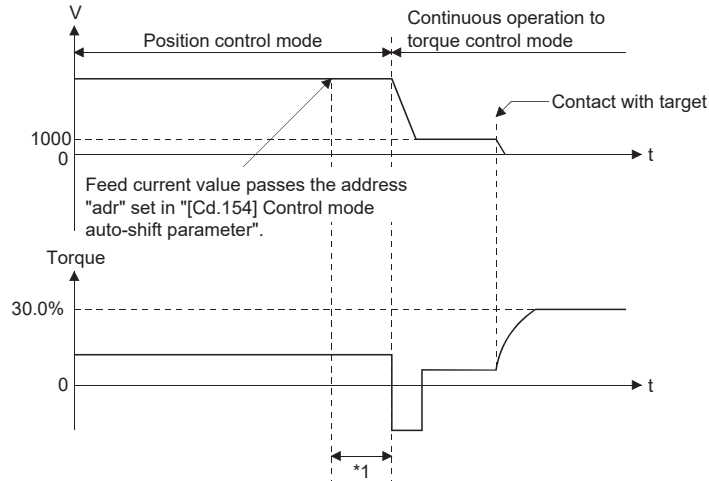 V
Position control mode
Continuous operation to
torque control mode
Contact with target
1000
0
t
Feed current value passes the address
"adr" set in "[Cd.154] Control mode
auto-shift parameter".
Torque
30.0%
0
t
*1